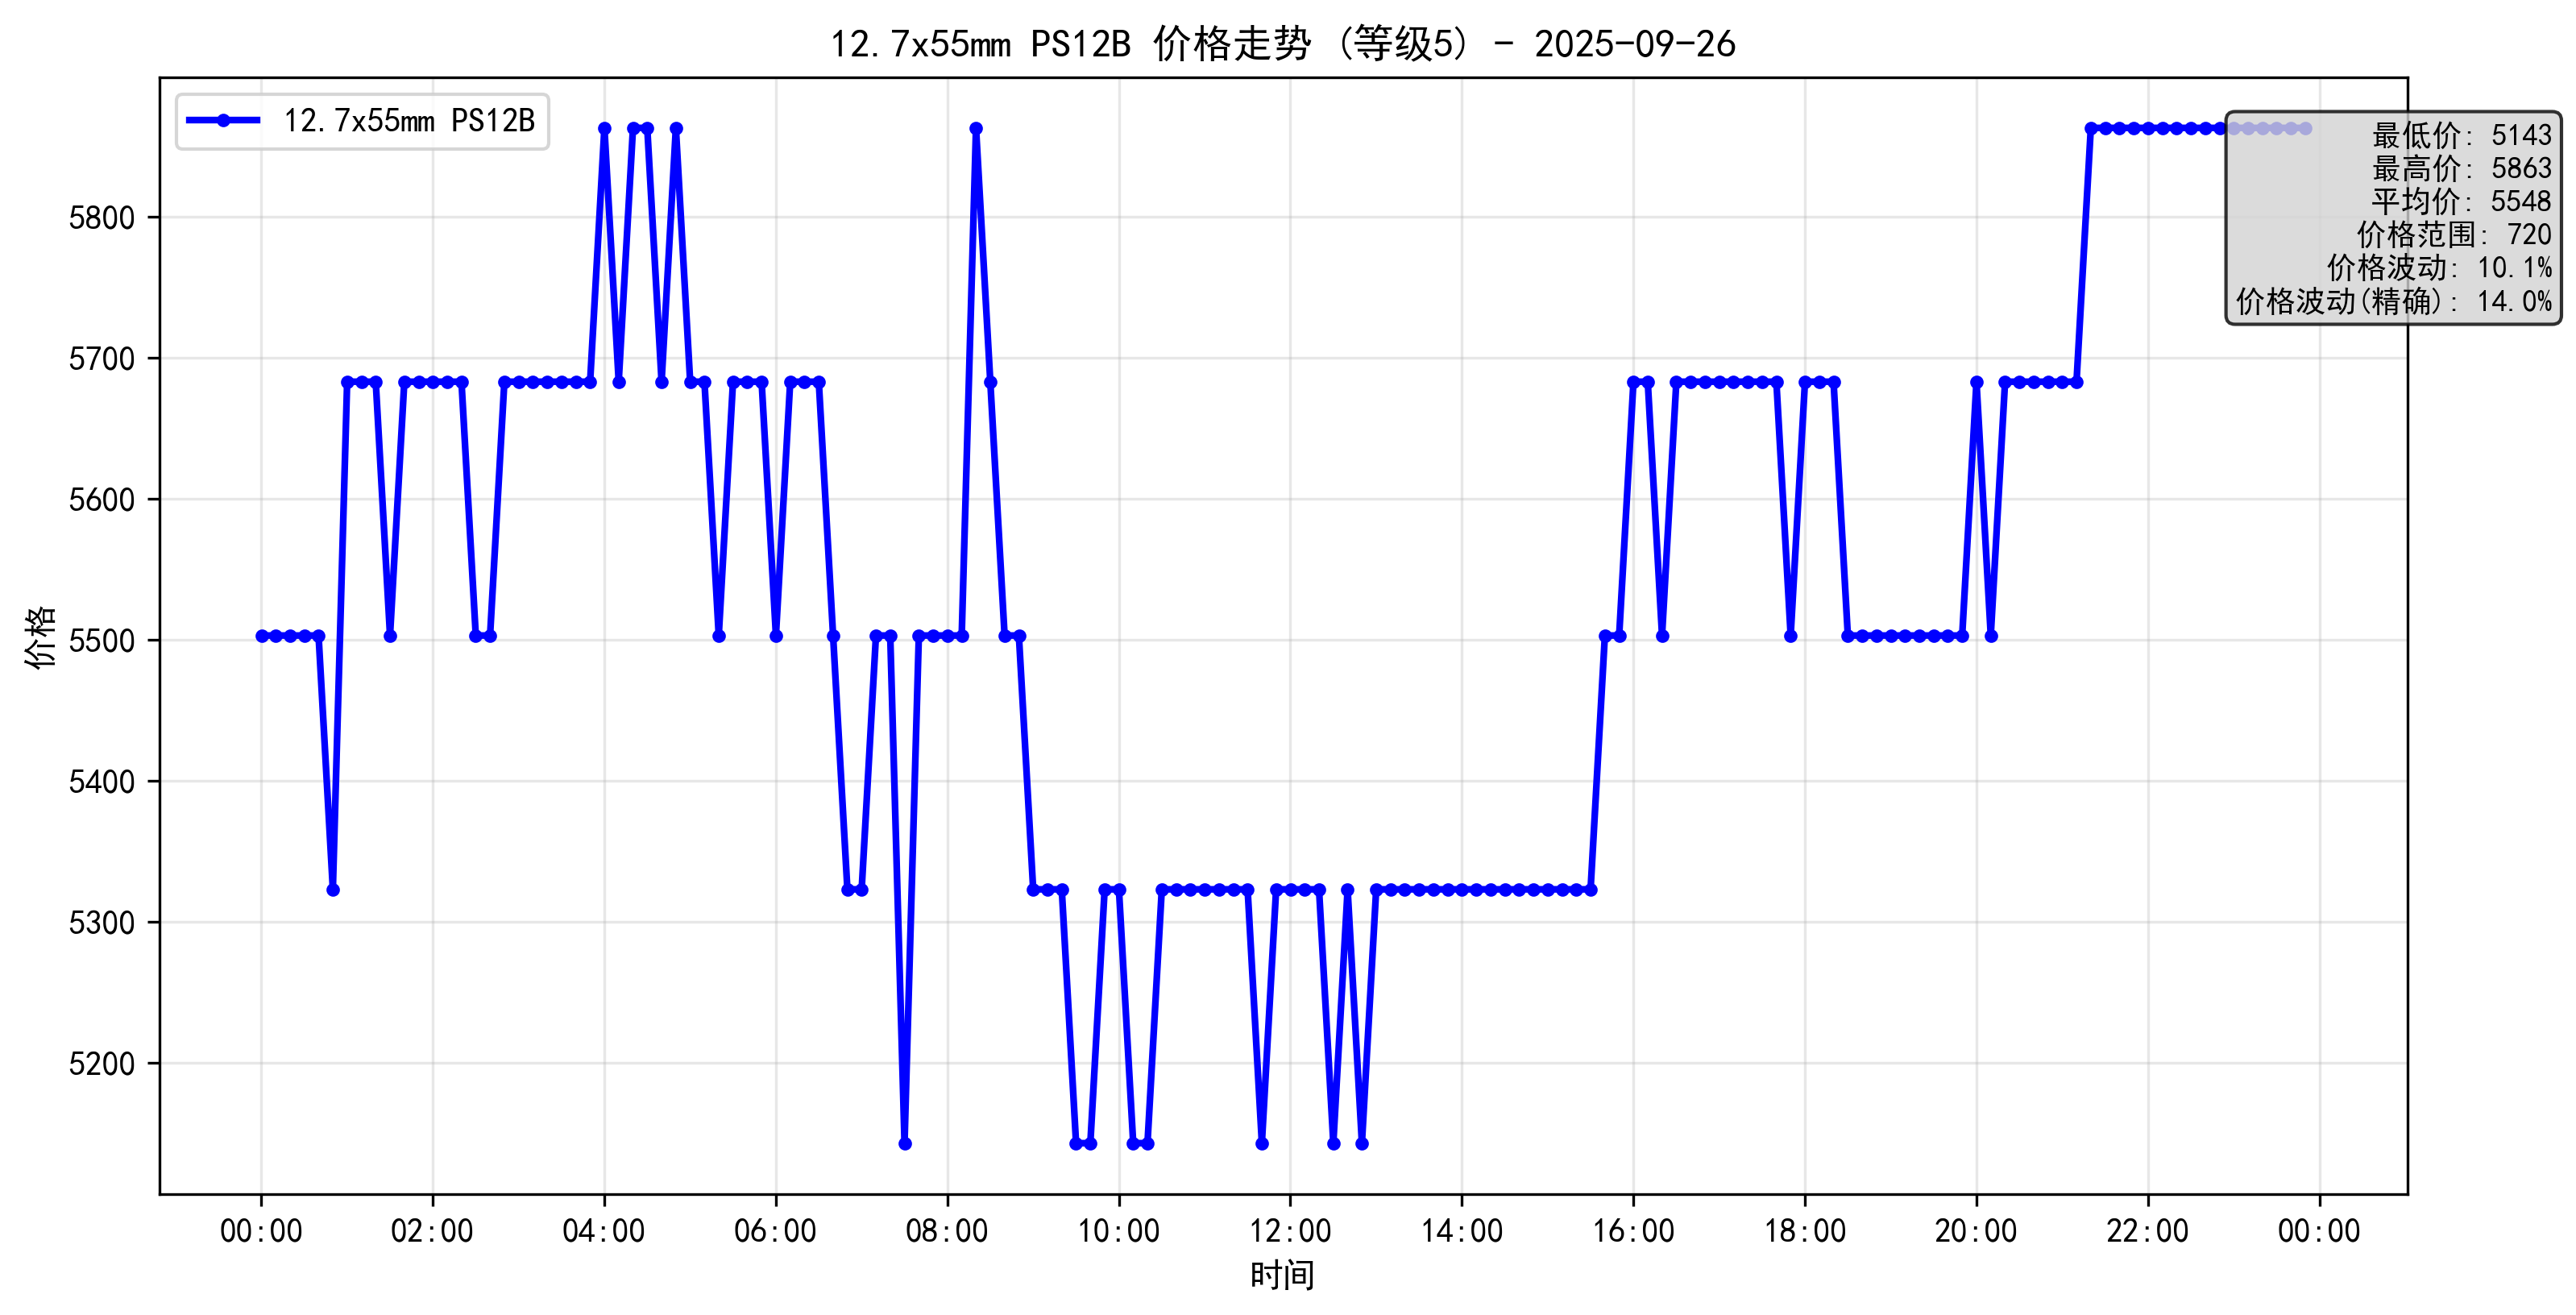 12.7x55mm PS12B 价格走势 (等级5) - 2025-09-26
12.7x55mm PS12B
最低价: 5143
最高价: 5863
平均价: 5548
价格范围: 720
价格波动: 10.1%
价格波动(精确): 14.0%
5800
5700
5600
5500
5400
5300
5200
价格
00:00 02:00 04:00 06:00 08:00 10:00 12:00 14:00 16:00 18:00 20:00 22:00 00:00
时间